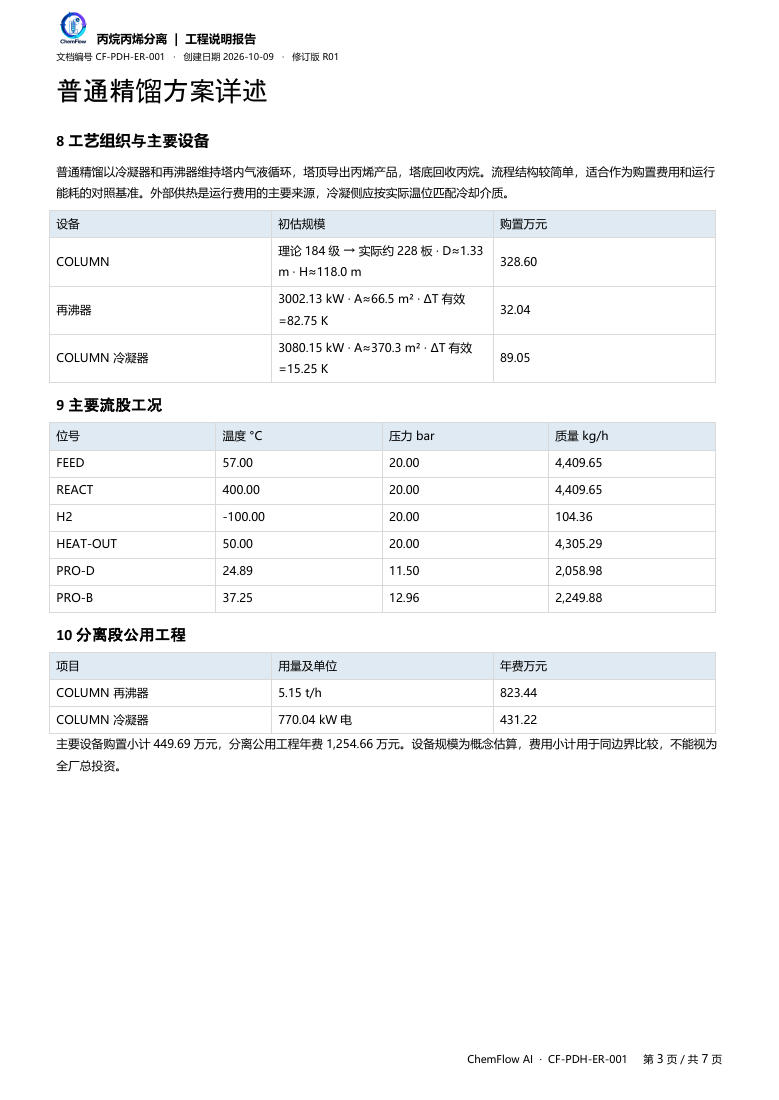 ChemFlow
丙烷丙烯分离 | 工程说明报告
文档编号 CF-PDH-ER-001 · 创建日期 2026-10-09 · 修订版 R01
普通精馏方案详述
8 工艺组织与主要设备
普通精馏以冷凝器和再沸器维持塔内气液循环，塔顶导出丙烯产品，塔底回收丙烷。流程结构较简单，适合作为购置费用和运行
能耗的对照基准。外部供热是运行费用的主要来源，冷凝侧应按实际温位匹配冷却介质。
设备 初估规模 购置万元
COLUMN 理论 184 级 → 实际约 228 板 · D≈1.33 m · H≈118.0 m 328.60
再沸器 3002.13 kW · A≈66.5 m² · ΔT 有效=82.75 K 32.04
COLUMN 冷凝器 3080.15 kW · A≈370.3 m² · ΔT 有效=15.25 K 89.05
9 主要流股工况
位号 温度 °C 压力 bar 质量 kg/h
FEED 57.00 20.00 4,409.65
REACT 400.00 20.00 4,409.65
H2 -100.00 20.00 104.36
HEAT-OUT 50.00 20.00 4,305.29
PRO-D 24.89 11.50 2,058.98
PRO-B 37.25 12.96 2,249.88
10 分离段公用工程
项目 用量及单位 年费万元
COLUMN 再沸器 5.15 t/h 823.44
COLUMN 冷凝器 770.04 kW 电 431.22
主要设备购置小计 449.69 万元，分离公用工程年费 1,254.66 万元。设备规模为概念估算，费用小计用于同边界比较，不能视为
全厂总投资。
ChemFlow AI · CF-PDH-ER-001 第 3 页 / 共 7 页